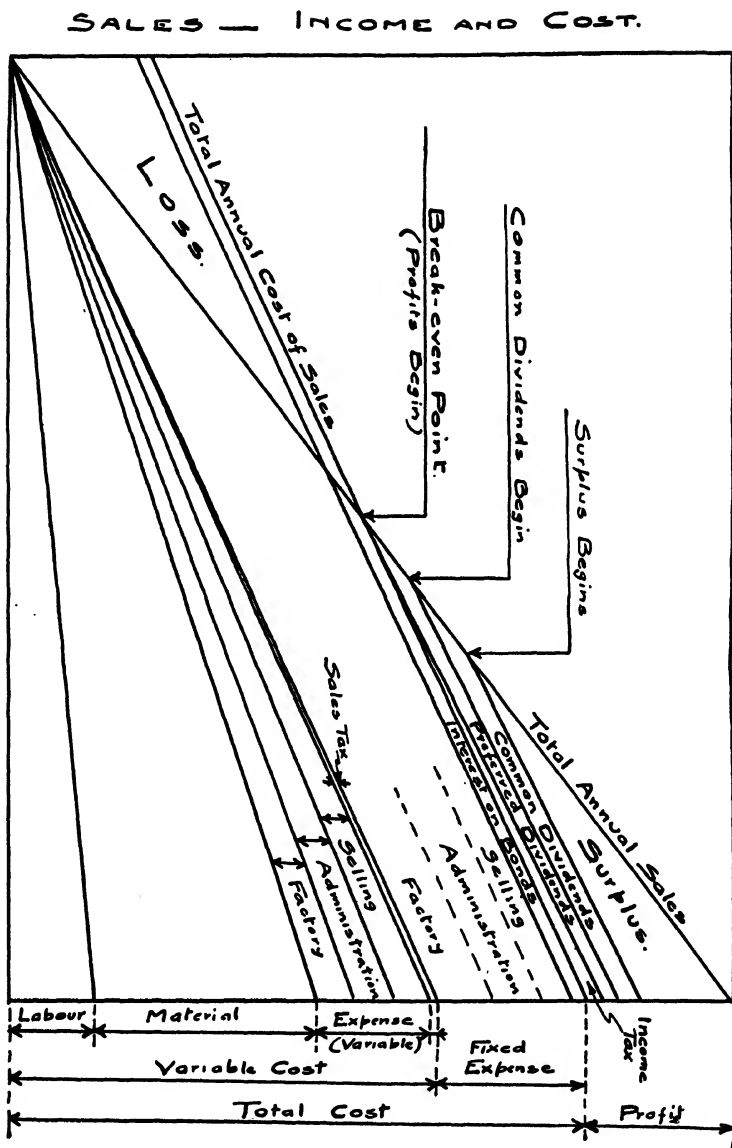 SALES — INCOME AND COST.
Total Annual Cost of Sales
Loss.
Break-even Point.
(Profits Begin)
Common Dividends Begin
Surplus Begins
Total Annual Sales
Surplus.
Common Dividends
Preferred Dividends
Interest on Bonds
Selling
Administration
Factory
Sales Tax
Selling
Administration
Factory
Income
Tax
Labour
Material
Expense
(Variable)
Fixed
Expense
Variable Cost
Total Cost
Profit